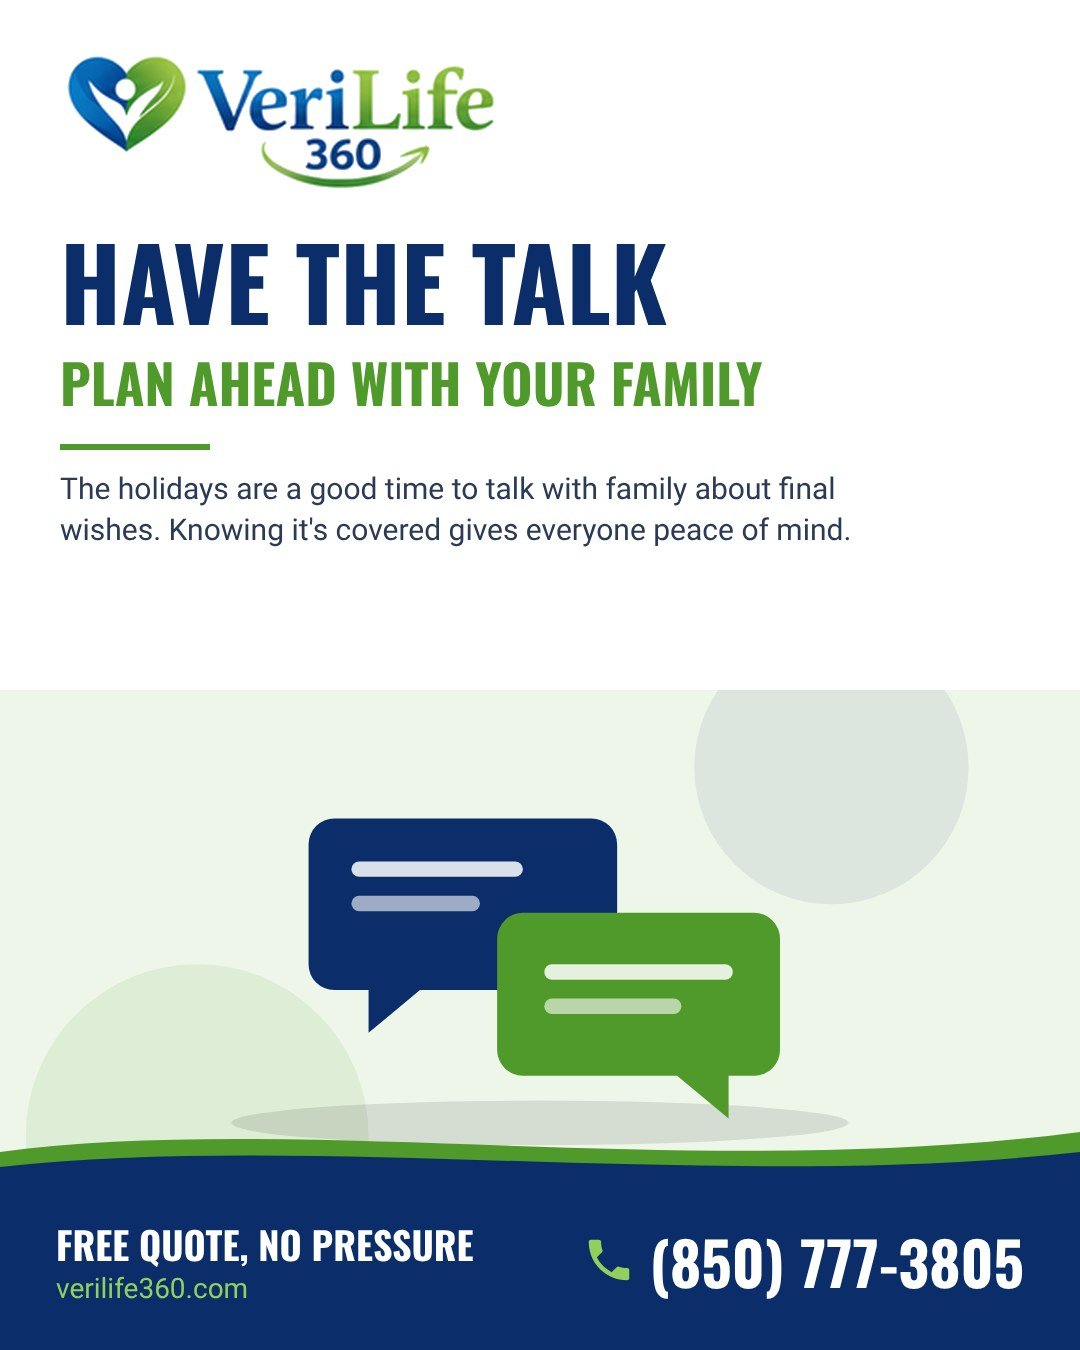 VeriLife
360
HAVE THE TALK
PLAN AHEAD WITH YOUR FAMILY
The holidays are a good time to talk with family about final
wishes. Knowing it's covered gives everyone peace of mind.
FREE QUOTE, NO PRESSURE
verilife360.com
(850) 777-3805